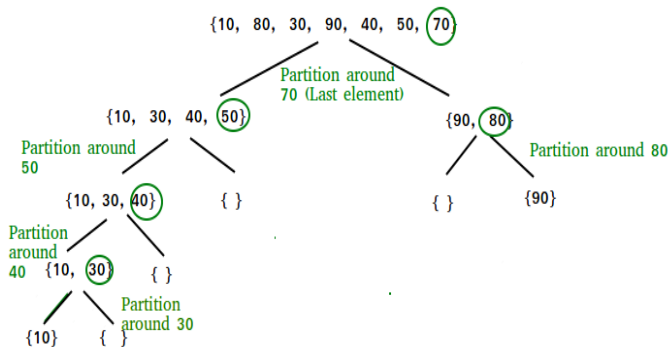 {10, 80, 30, 90, 40, 50, 70}
Partition around
70 (Last element)
{10, 30, 40, 50}
{90, 80}
Partition around
50
Partition around 80
{10, 30, 40}
{ }
{ }
{90}
Partition
around
40
{10, 30}
{ }
Partition
around 30
{10}
{ }